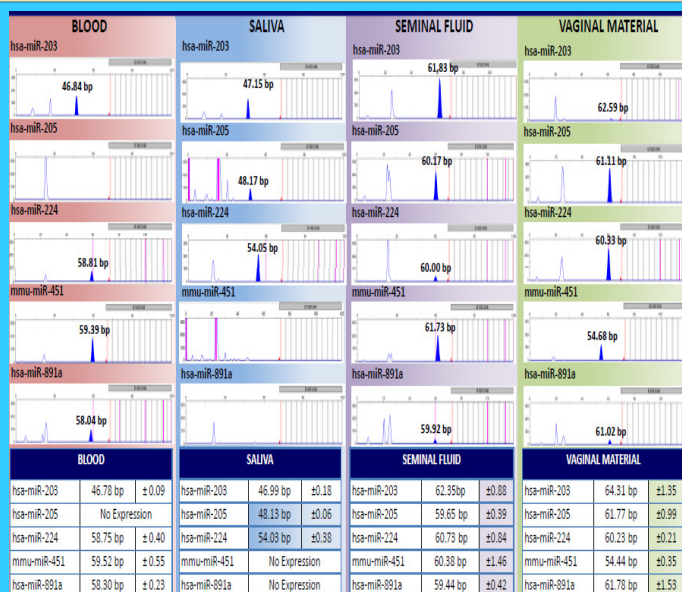 BLOOD
hsa-miR-203
46.84 bp
hsa-miR-205
hsa-miR-224
58.81 bp
mmu-miR-451
59.39 bp
hsa-miR-891a
58.04 bp
SALIVA
hsa-miR-203
47.15 bp
hsa-miR-205
48.17 bp
hsa-miR-224
54.05 bp
mmu-miR-451
hsa-miR-891a
SEMINAL FLUID
hsa-miR-203
61.83 bp
hsa-miR-205
60.17 bp
hsa-miR-224
60.00 bp
mmu-miR-451
61.73 bp
hsa-miR-891a
59.92 bp
VAGINAL MATERIAL
hsa-miR-203
62.59 bp
hsa-miR-205
61.11 bp
hsa-miR-224
60.33 bp
mmu-miR-451
54.68 bp
hsa-miR-891a
61.02 bp
BLOOD
hsa-miR-203 46.78 bp ± 0.09
hsa-miR-205 No Expression
hsa-miR-224 58.75 bp ± 0.40
mmu-miR-451 59.52 bp ± 0.55
hsa-miR-891a 58.30 bp ± 0.23
SALIVA
hsa-miR-203 46.99 bp ±0.18
hsa-miR-205 48.13 bp ±0.06
hsa-miR-224 54.03 bp ±0.38
mmu-miR-451 No Expression
hsa-miR-891a No Expression
SEMINAL FLUID
hsa-miR-203 62.35bp ±0.88
hsa-miR-205 59.65 bp ±0.39
hsa-miR-224 60.73 bp ±0.84
mmu-miR-451 60.38 bp ±1.46
hsa-miR-891a 59.44 bp ±0.42
VAGINAL MATERIAL
hsa-miR-203 64.31 bp ±1.35
hsa-miR-205 61.77 bp ±0.99
hsa-miR-224 60.23 bp ±0.21
mmu-miR-451 54.44 bp ±0.35
hsa-miR-891a 61.78 bp ±1.53